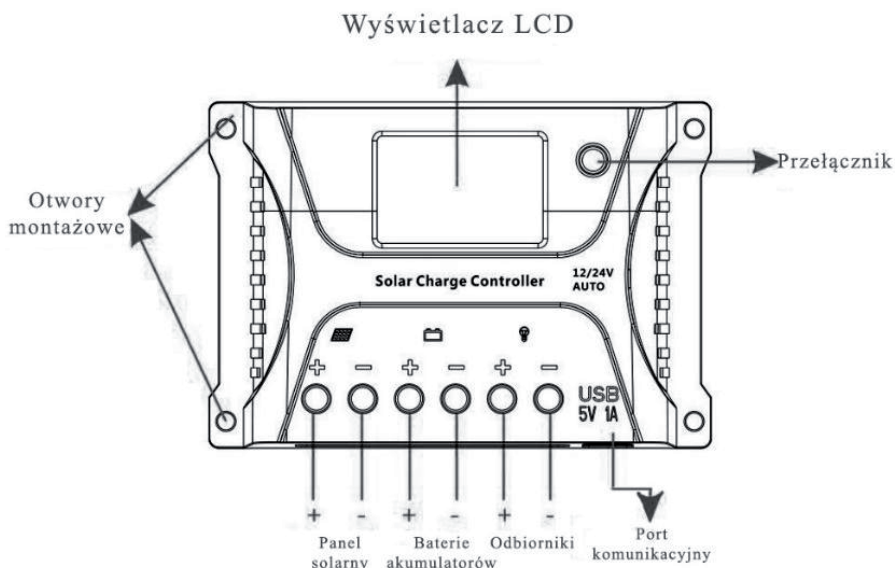 Wyświetlacz LCD
Przełącznik
Otwory
montażowe
Solar Charge Controller
12/24V
AUTO
+ − + − + −
USB
5V 1A
+ - + - + -
Panel
solarny
Baterie
akumulatorów
Odbiorniki
Port
komunikacyjny